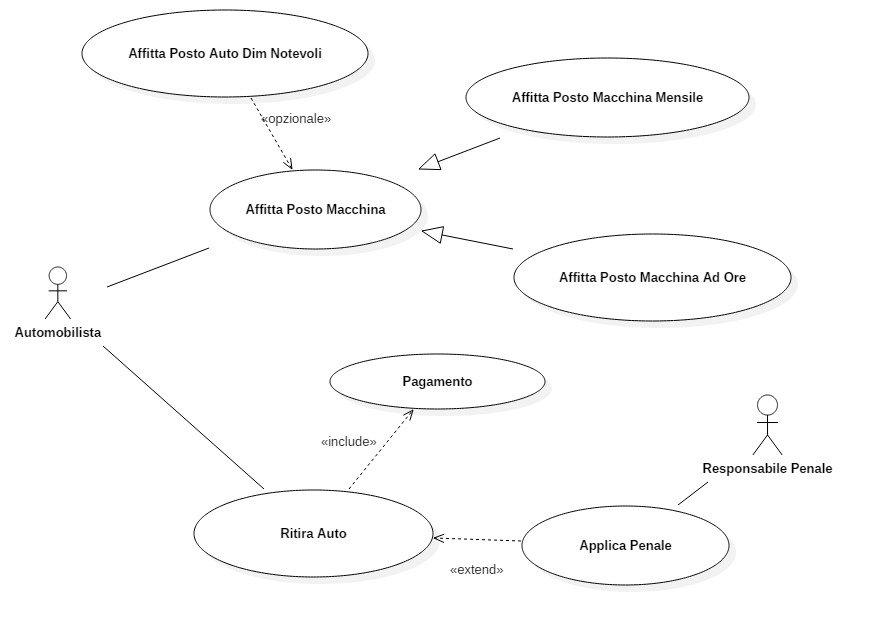 Affitta Posto Auto Dim Notevoli
Affitta Posto Macchina Mensile
«opzionale»
Affitta Posto Macchina
Affitta Posto Macchina Ad Ore
Automobilista
Pagamento
«include»
Responsabile Penale
Ritira Auto
Applica Penale
«extend»